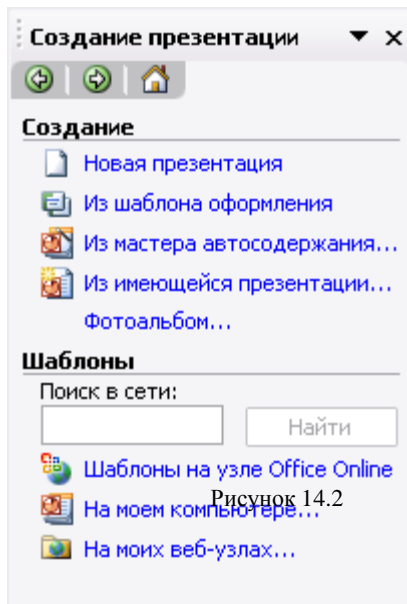 Создание презентации
Создание
Новая презентация
Из шаблона оформления
Из мастера автосодержания...
Из имеющейся презентации...
Фотоальбом...
Шаблоны
Поиск в сети:
Найти
Шаблоны на узле Office Online
Рисунок 14.2
На моем компьютере...
На моих веб-узлах...